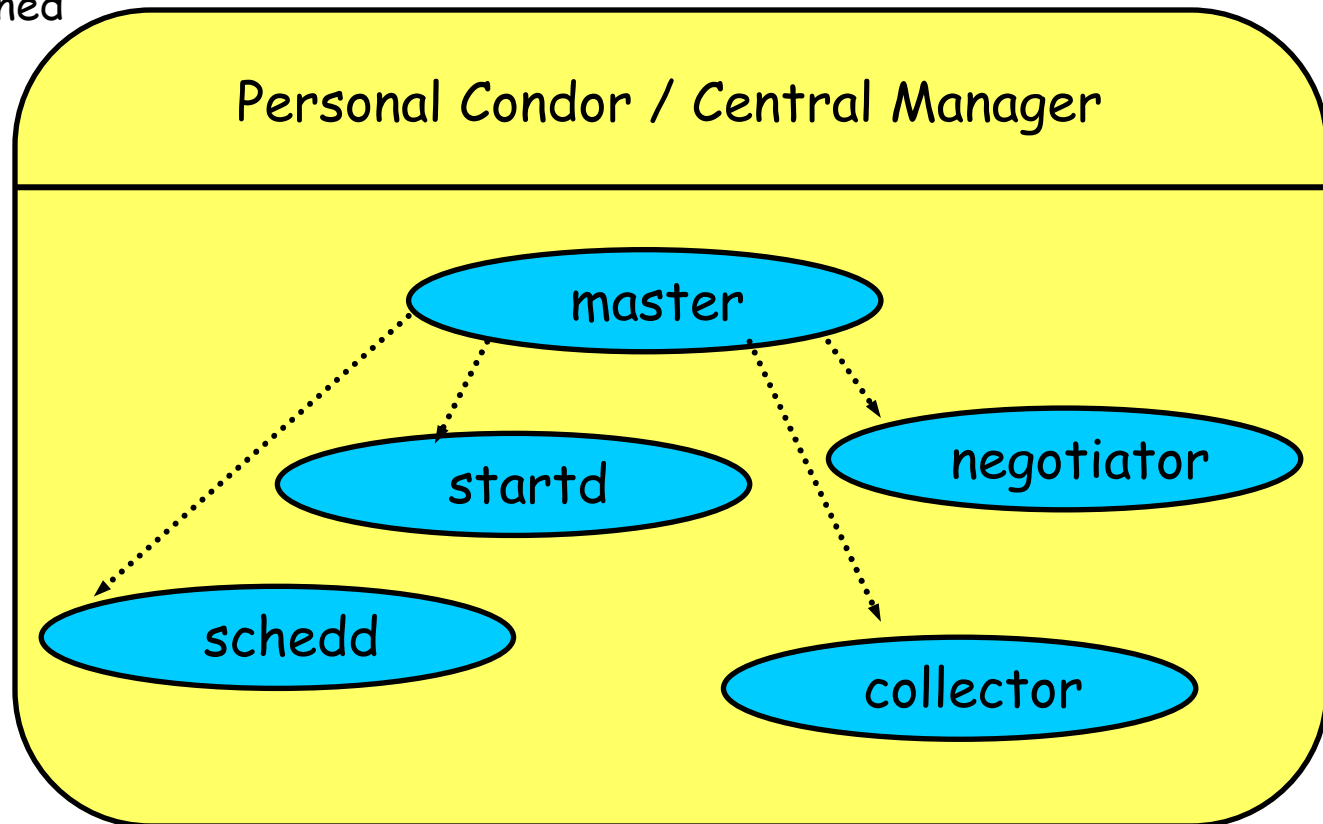 Personal Condor / Central Manager
master
negotiator
startd
schedd
collector